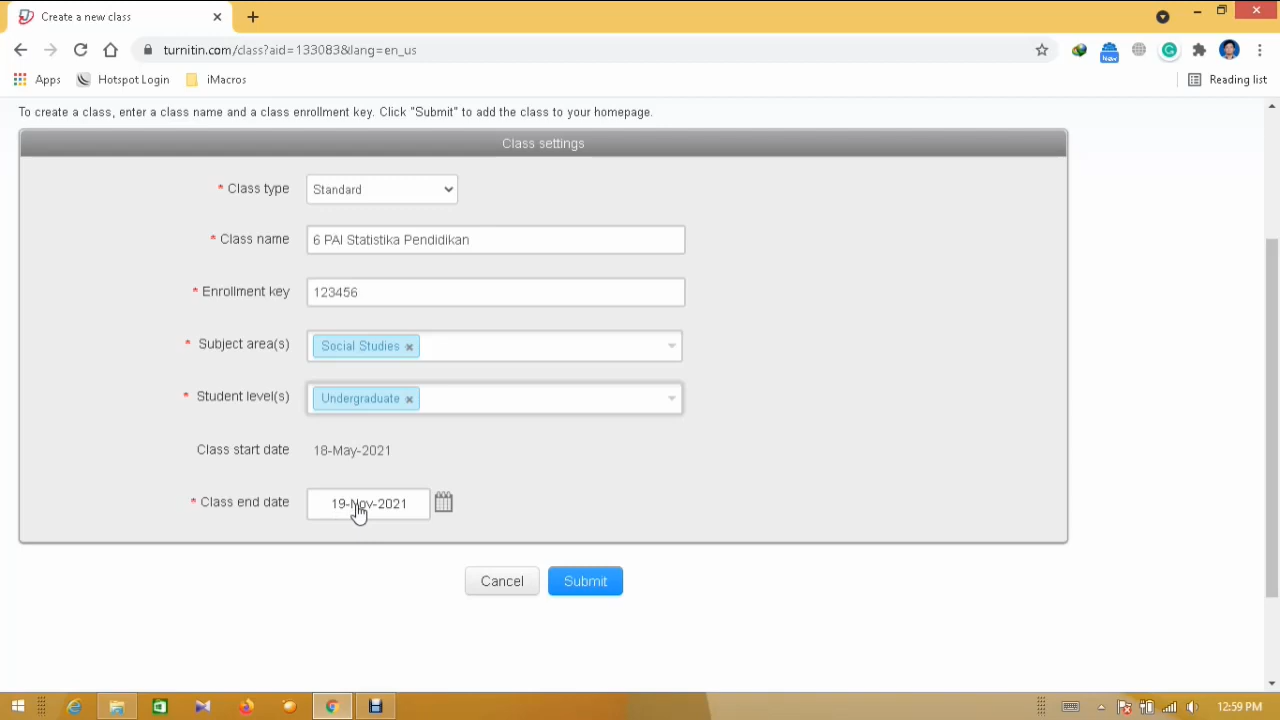 Create a new class
turnitin.com/class?aid=133083&lang=en_us
New
Apps
Hotspot Login
iMacros
Reading list
To create a class, enter a class name and a class enrollment key. Click "Submit" to add the class to your homepage.
Class settings
* Class type
Standard
* Class name
6 PAI Statistika Pendidikan
* Enrollment key
123456
* Subject area(s)
Social Studies
* Student level(s)
Undergraduate
Class start date
18-May-2021
* Class end date
19-Nov-2021
Cancel
Submit
12:59 PM